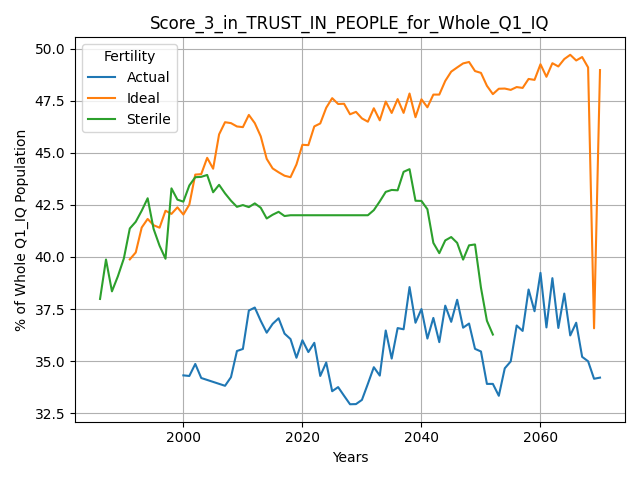 Score_3_in_TRUST_IN_PEOPLE_for_Whole_Q1_IQ
Fertility
Actual
Ideal
Sterile
% of Whole Q1_IQ Population
50.0
47.5
45.0
42.5
40.0
37.5
35.0
32.5
2000 2020 2040 2060
Years